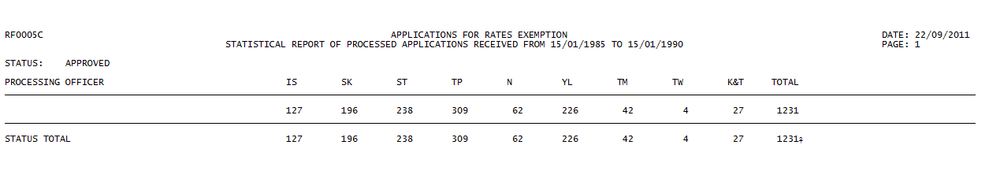 RF0005C APPLICATIONS FOR RATES EXEMPTION DATE: 22/09/2011
STATISTICAL REPORT OF PROCESSED APPLICATIONS RECEIVED FROM 15/01/1985 TO 15/01/1990 PAGE: 1
STATUS: APPROVED
PROCESSING OFFICER IS SK ST TP N YL TM TW K&T TOTAL
127 196 238 309 62 226 42 4 27 1231
STATUS TOTAL 127 196 238 309 62 226 42 4 27 1231